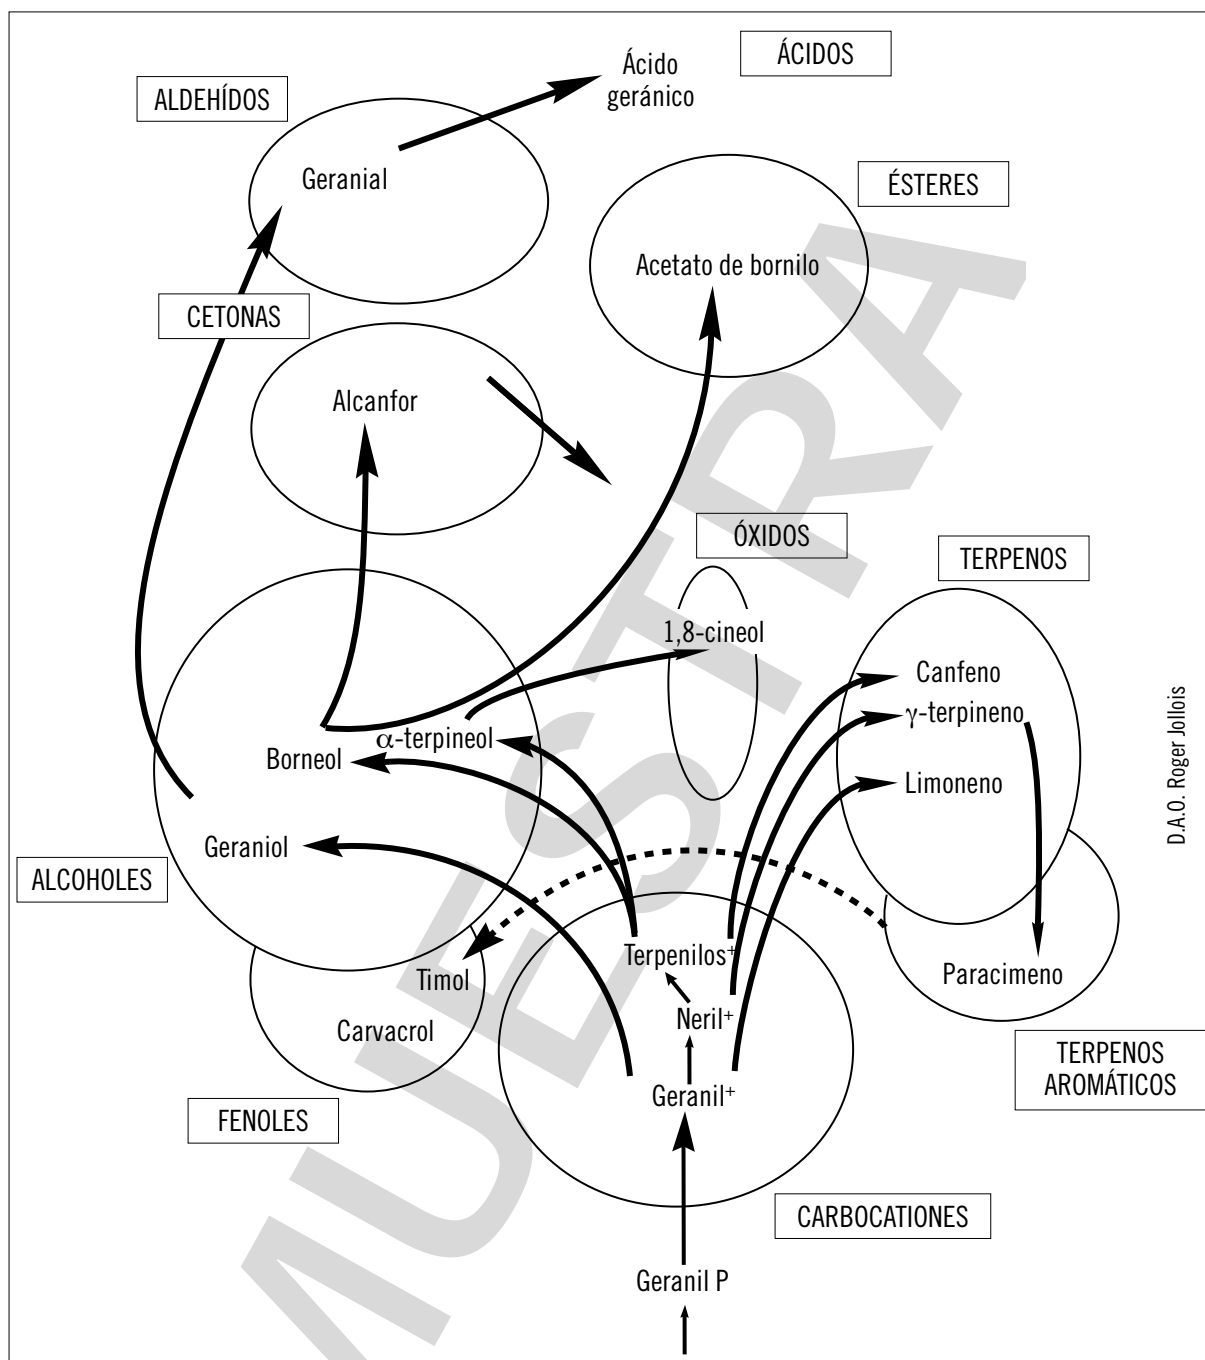 ÁCIDOS
Ácido
geránico
ALDEHÍDOS
Geranial
ÉSTERES
Acetato de bornilo
CETONAS
Alcanfor
ÓXIDOS
1,8-cineol
TERPENOS
Canfeno
γ-terpineno
Limoneno
α-terpineol
Borneol
Geraniol
ALCOHOLES
Terpenilos+
Neril+
Geranil+
Timol
Carvacrol
FENOLES
Paracimeno
TERPENOS
AROMÁTICOS
CARBOCATIONES
Geranil P
D.A.O. Roger Jollois
MUESTRA